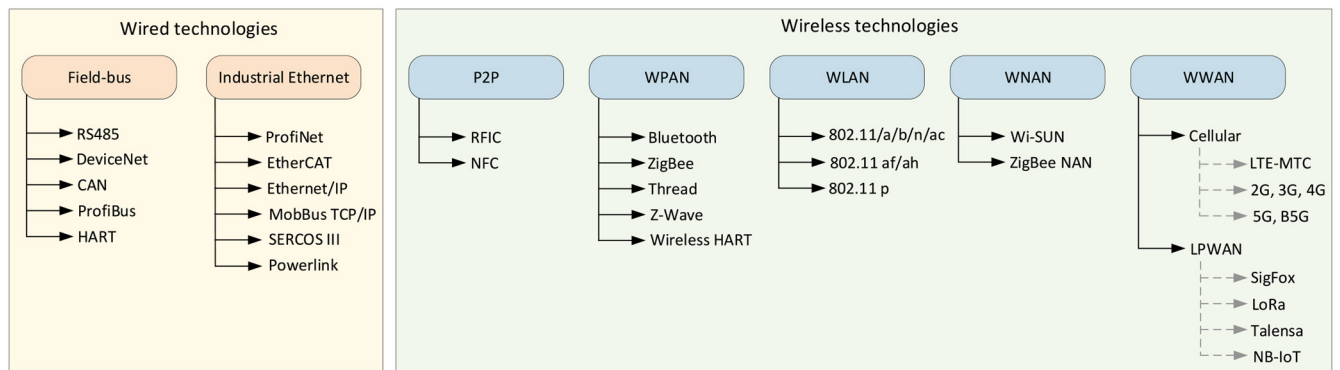 Wired technologies
Field-bus
RS485
DeviceNet
CAN
ProfiBus
HART
Industrial Ethernet
ProfiNet
EtherCAT
Ethernet/IP
MobBus TCP/IP
SERCOS III
Powerlink
Wireless technologies
P2P
RFIC
NFC
WPAN
Bluetooth
ZigBee
Thread
Z-Wave
Wireless HART
WLAN
802.11/a/b/n/ac
802.11 af/ah
802.11 p
WNAN
Wi-SUN
ZigBee NAN
WWAN
Cellular
LTE-MTC
2G, 3G, 4G
5G, B5G
LPWAN
SigFox
LoRa
Talensa
NB-IoT